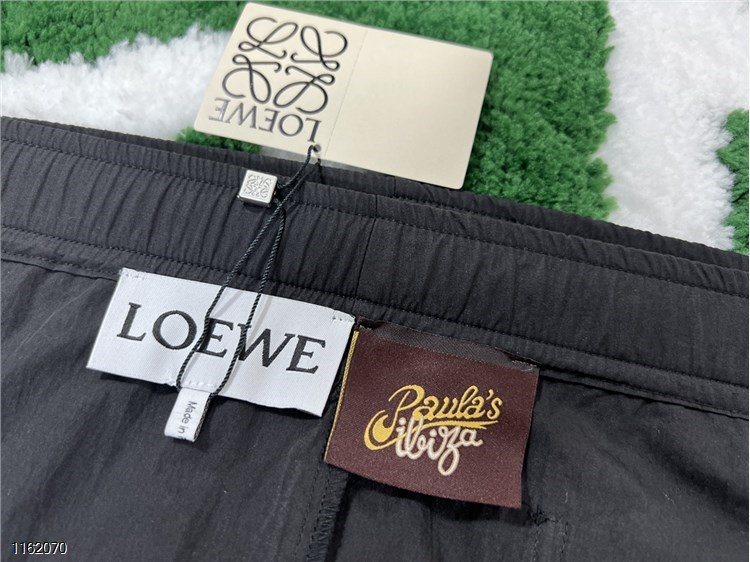 LOEWE
LOEWE
Made in
Paula's
ibiza
1162070